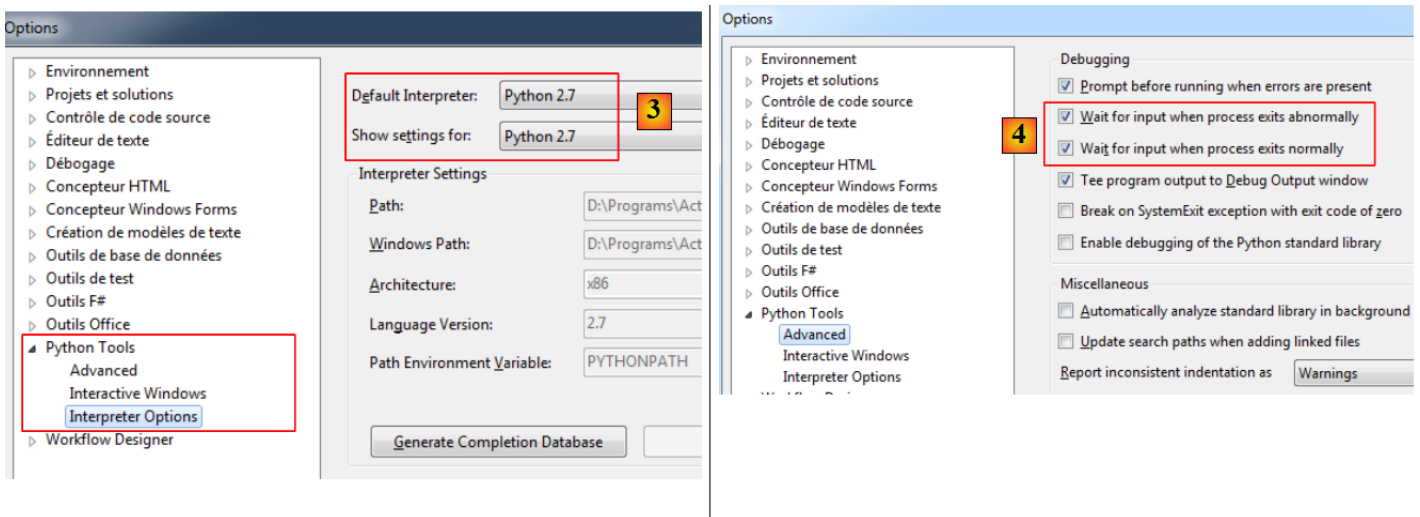 Options
Environnement
Projets et solutions
Contrôle de code source
Éditeur de texte
Débogage
Concepteur HTML
Concepteur Windows Forms
Création de modèles de texte
Outils de base de données
Outils de test
Outils F#
Outils Office
Python Tools
Advanced
Interactive Windows
Interpreter Options
Workflow Designer
Default Interpreter: Python 2.7
Show settings for: Python 2.7
3
Interpreter Settings
Path: D:\Programs\Act
Windows Path: D:\Programs\Act
Architecture: x86
Language Version: 2.7
Path Environment Variable: PYTHONPATH
Generate Completion Database
Options
Environnement
Projets et solutions
Contrôle de code source
Éditeur de texte
Débogage
Concepteur HTML
Concepteur Windows Forms
Création de modèles de texte
Outils de base de données
Outils de test
Outils F#
Outils Office
Python Tools
Advanced
Interactive Windows
Interpreter Options
4
Debugging
Prompt before running when errors are present
Wait for input when process exits abnormally
Wait for input when process exits normally
Tee program output to Debug Output window
Break on SystemExit exception with exit code of zero
Enable debugging of the Python standard library
Miscellaneous
Automatically analyze standard library in background
Update search paths when adding linked files
Report inconsistent indentation as Warnings